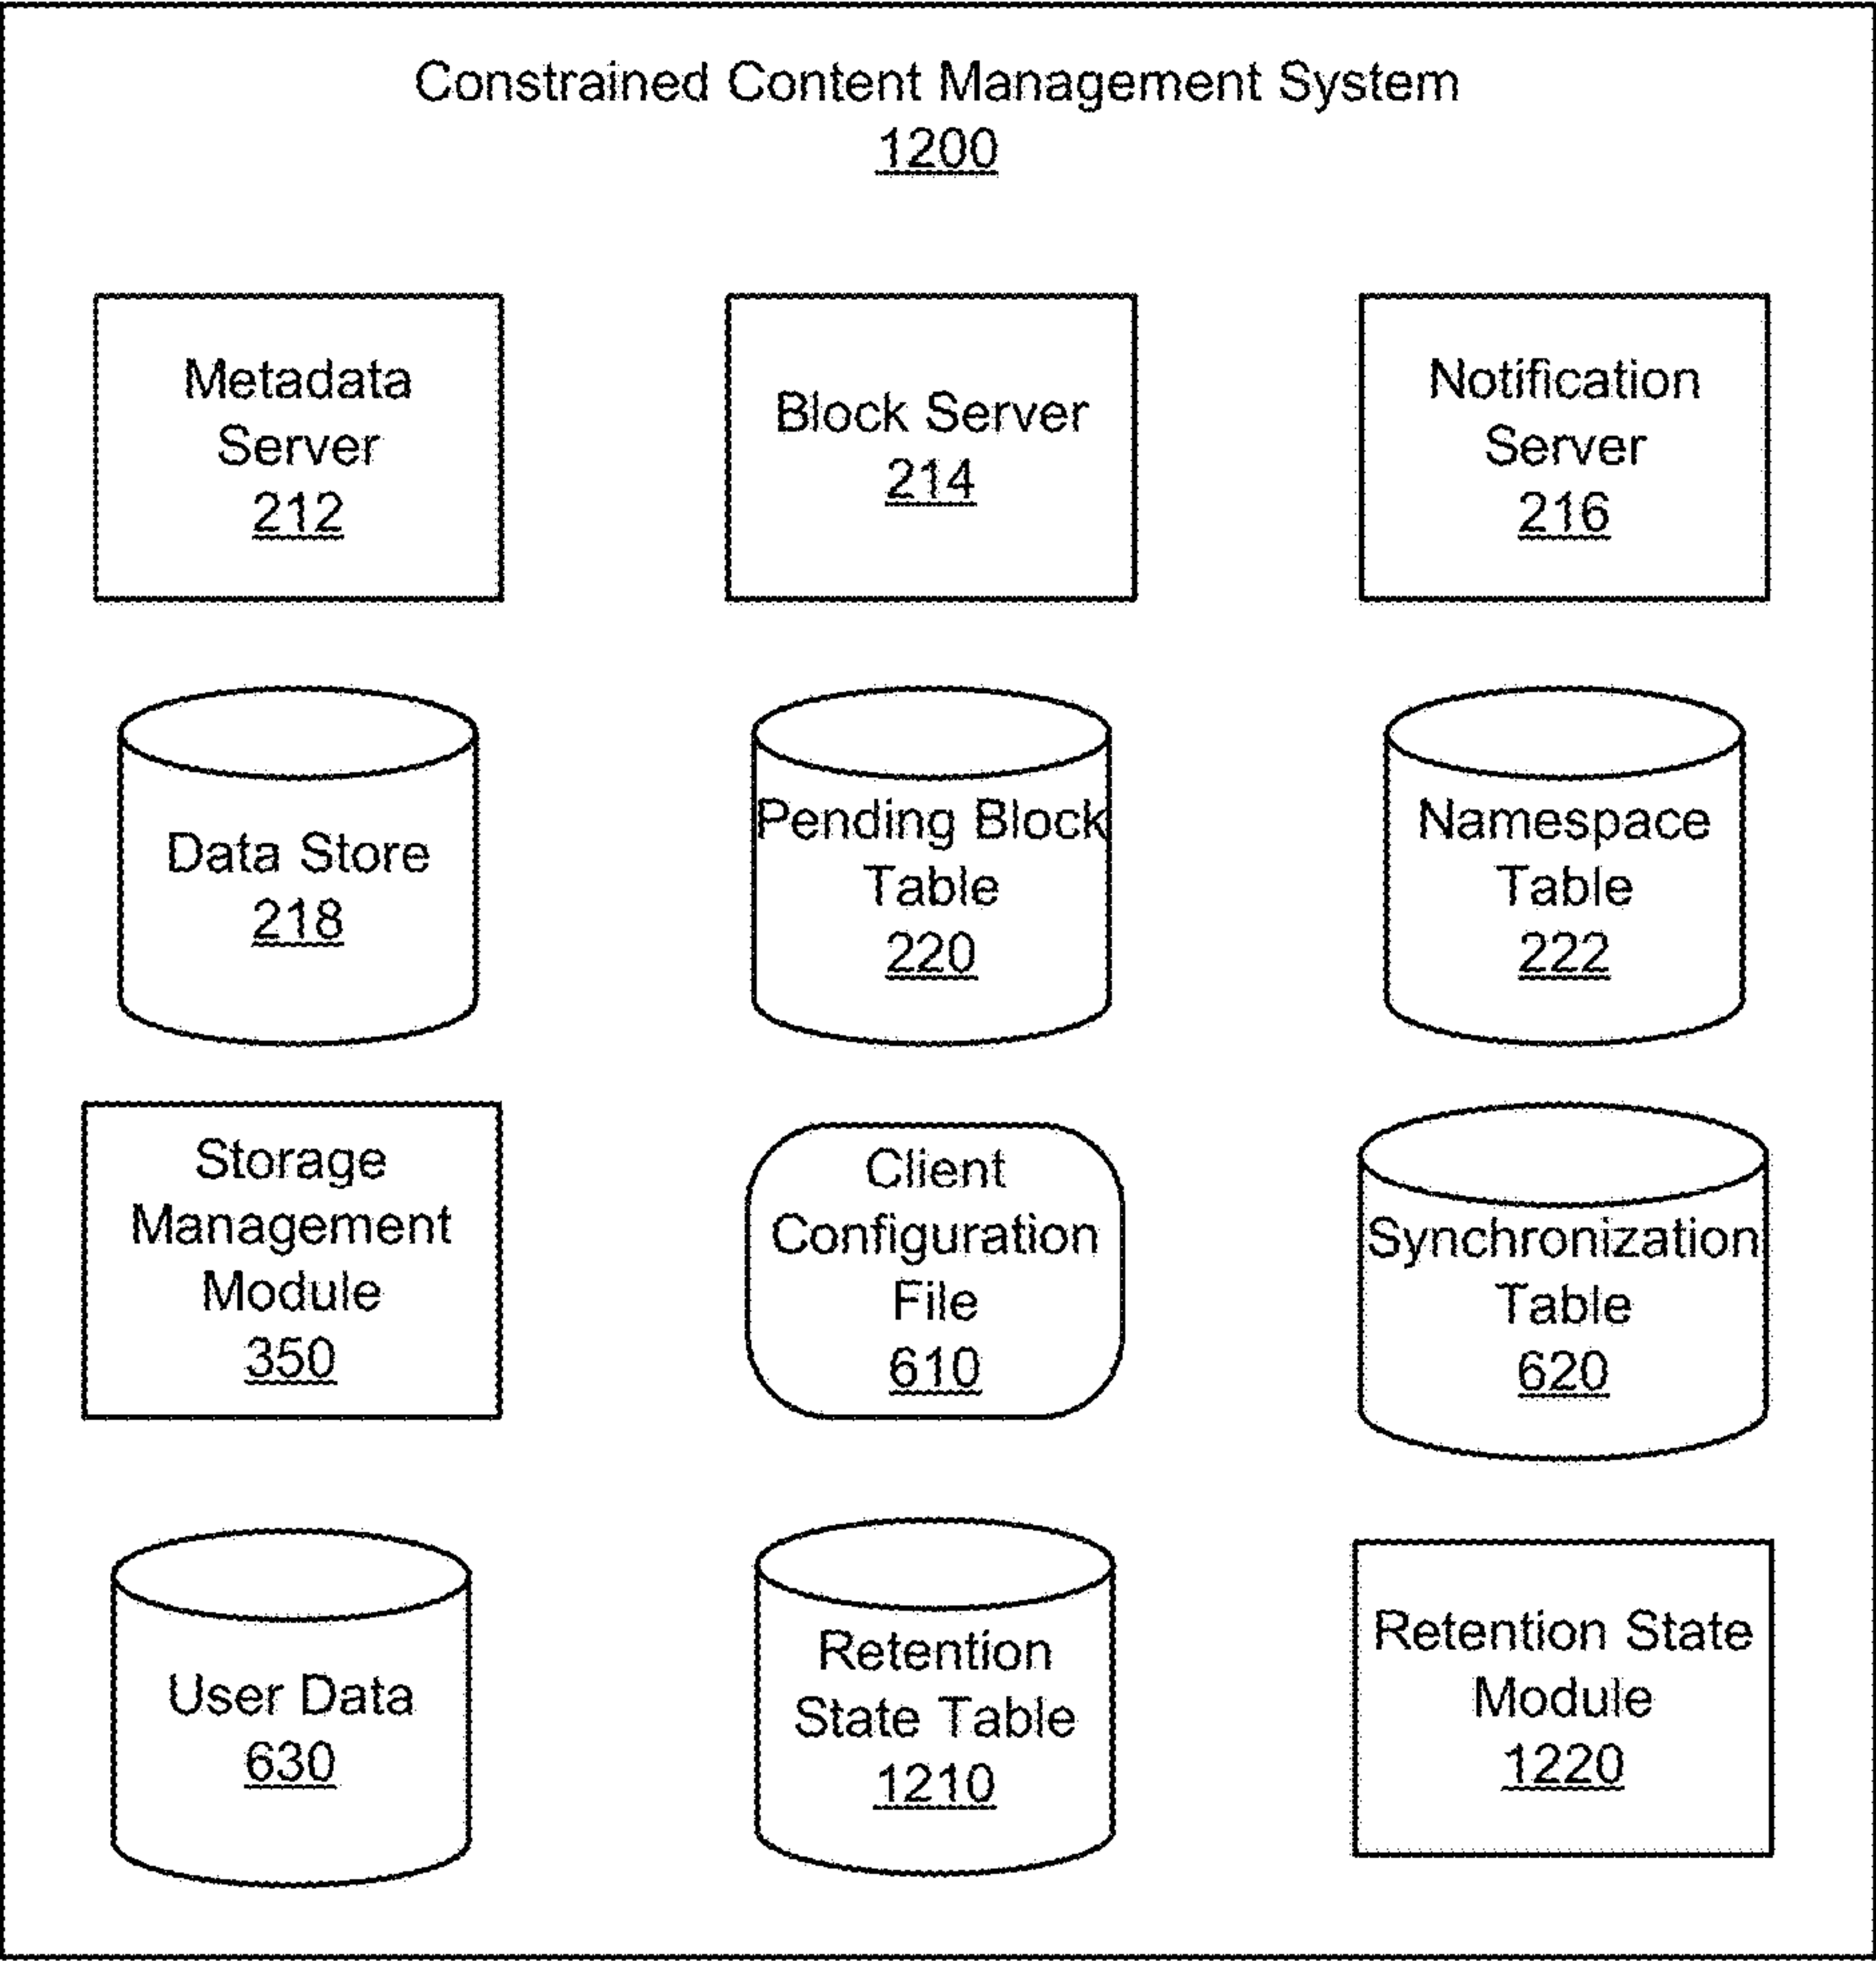 Constrained Content Management System
1200
Metadata
Server
212
Block Server
214
Notification
Server
216
Data Store
218
Pending Block
Table
220
Namespace
Table
222
Storage
Management
Module
350
Client
Configuration
File
610
Synchronization
Table
620
User Data
630
Retention
State Table
1210
Retention State
Module
1220